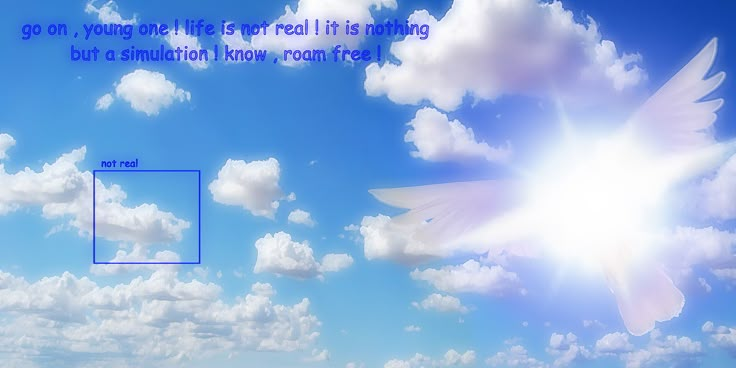 go on , young one ! life is not real ! it is nothing
but a simulation ! know , roam free !
not real